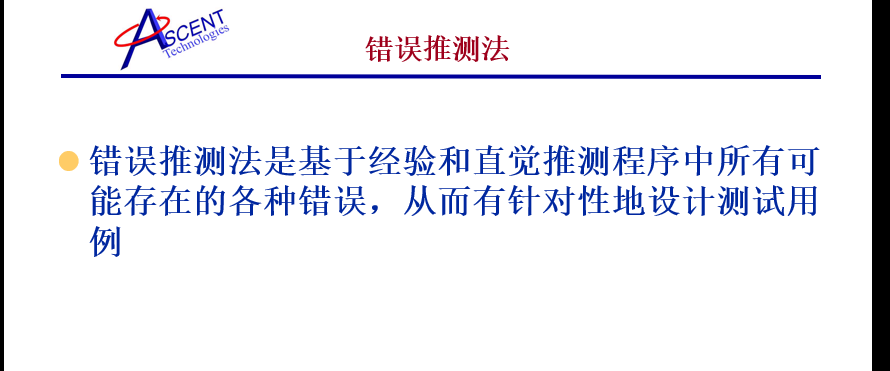 ASCENT
Technologies
错误推测法
错误推测法是基于经验和直觉推测程序中所有可
能存在的各种错误，从而有针对性地设计测试用
例